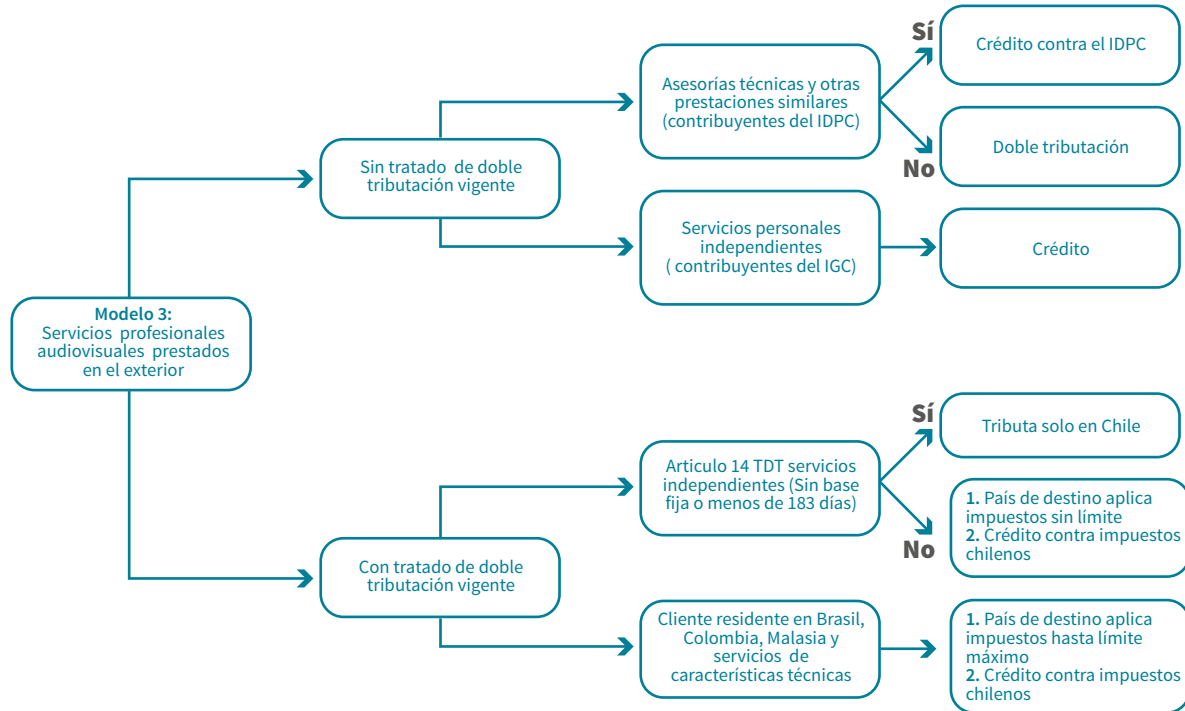 Modelo 3:
Servicios profesionales
audiovisuales prestados
en el exterior
Sin tratado de doble
tributación vigente
Asesorías técnicas y otras
prestaciones similares
(contribuyentes del IDPC)
Sí
Crédito contra el IDPC
No
Doble tributación
Servicios personales
independientes
( contribuyentes del IGC)
Crédito
Con tratado de doble
tributación vigente
Articulo 14 TDT servicios
independientes (Sin base
fija o menos de 183 días)
Sí
Tributa solo en Chile
No
1. País de destino aplica
impuestos sin límite
2. Crédito contra impuestos
chilenos
Cliente residente en Brasil,
Colombia, Malasia y
servicios de
características técnicas
1. País de destino aplica
impuestos hasta límite
máximo
2. Crédito contra impuestos
chilenos